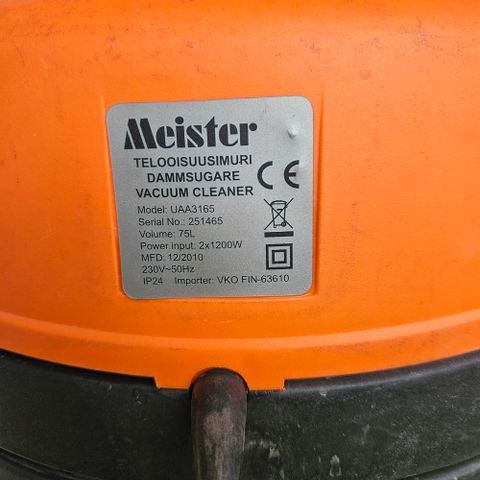 Meister
TELOOISUUSIMURI
DAMMSUGARE
VACUUM CLEANER
CE
Model: UAA3165
Serial No.: 251465
Volume: 75L
Power input: 2x1200W
MFD: 12/2010
230V~50Hz
IP24 Importer: VKO FIN-63610